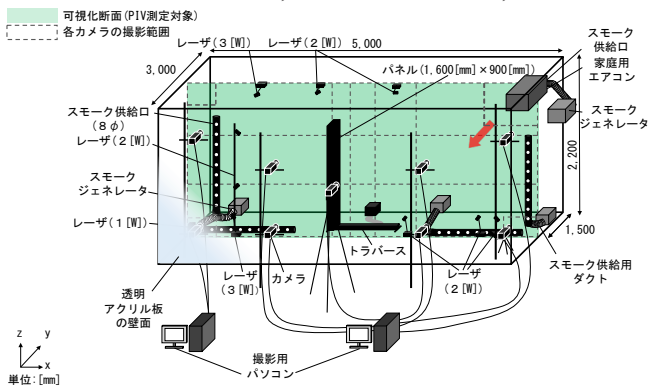 可視化断面(PIV測定対象)
各カメラの撮影範囲
レーザ(3[W])
レーザ(2[W])
5,000
スモーク
供給口
家庭用
エアコン
3,000
パネル(1,600[mm]×900[mm])
スモーク供給口
(8φ)
レーザ(2[W])
スモーク
ジェネレータ
2,200
スモーク
ジェネレータ
レーザ(1[W])
1,500
トラバース
レーザ
(3[W])
カメラ
レーザ
(2[W])
スモーク供給用
ダクト
透明
アクリル板
の壁面
撮影用
パソコン
z
y
x
単位:[mm]